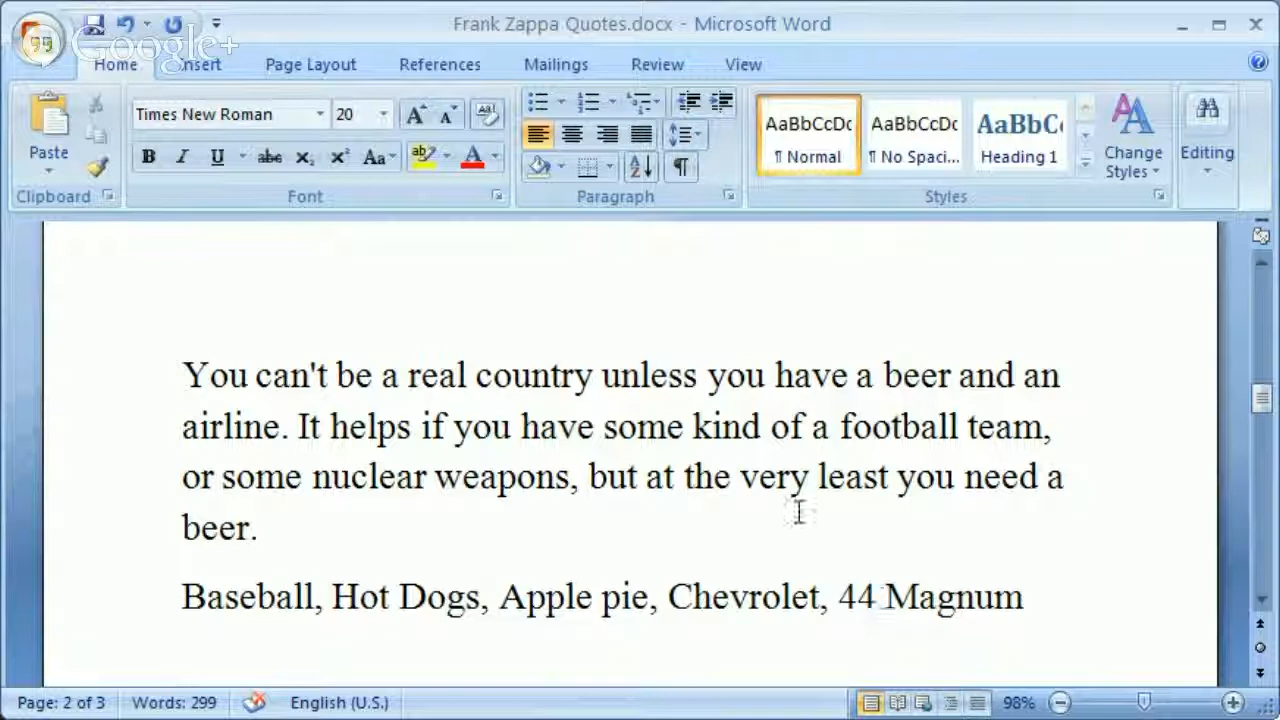 Frank Zappa Quotes.docx - Microsoft Word
Google+
Home Insert Page Layout References Mailings Review View
Times New Roman 20
Paste
AaBbCcDc AaBbCcDc AaBbCc
¶ Normal ¶ No Spaci... Heading 1
Change Styles
Editing
Clipboard Font Paragraph Styles
You can't be a real country unless you have a beer and an
airline. It helps if you have some kind of a football team,
or some nuclear weapons, but at the very least you need a
beer.
Baseball, Hot Dogs, Apple pie, Chevrolet, 44 Magnum
Page: 2 of 3 Words: 299 English (U.S.) 98%